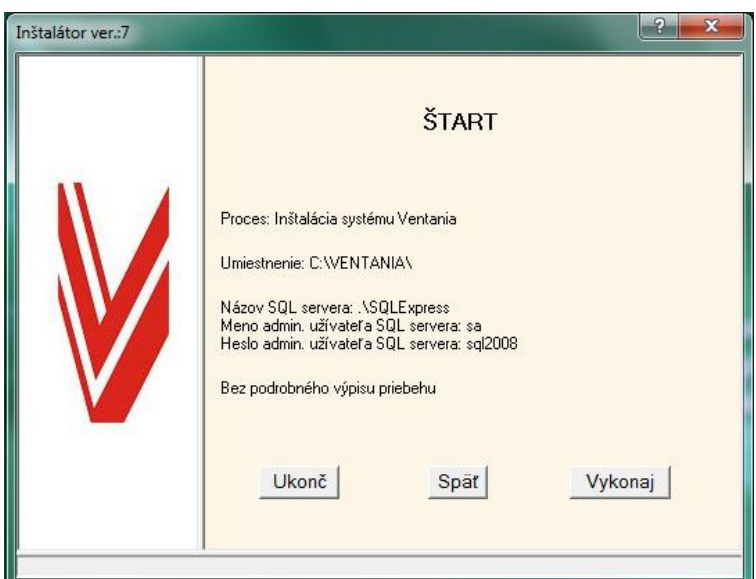 Inštalátor ver.:7
ŠTART
Proces: Inštalácia systému Ventania
Umiestnenie: C:\VENTANIA\
Názov SQL servera: .\SQLExpress
Meno admin. užívateľa SQL servera: sa
Heslo admin. užívateľa SQL servera: sql2008
Bez podrobného výpisu priebehu
Ukonč Späť Vykonaj